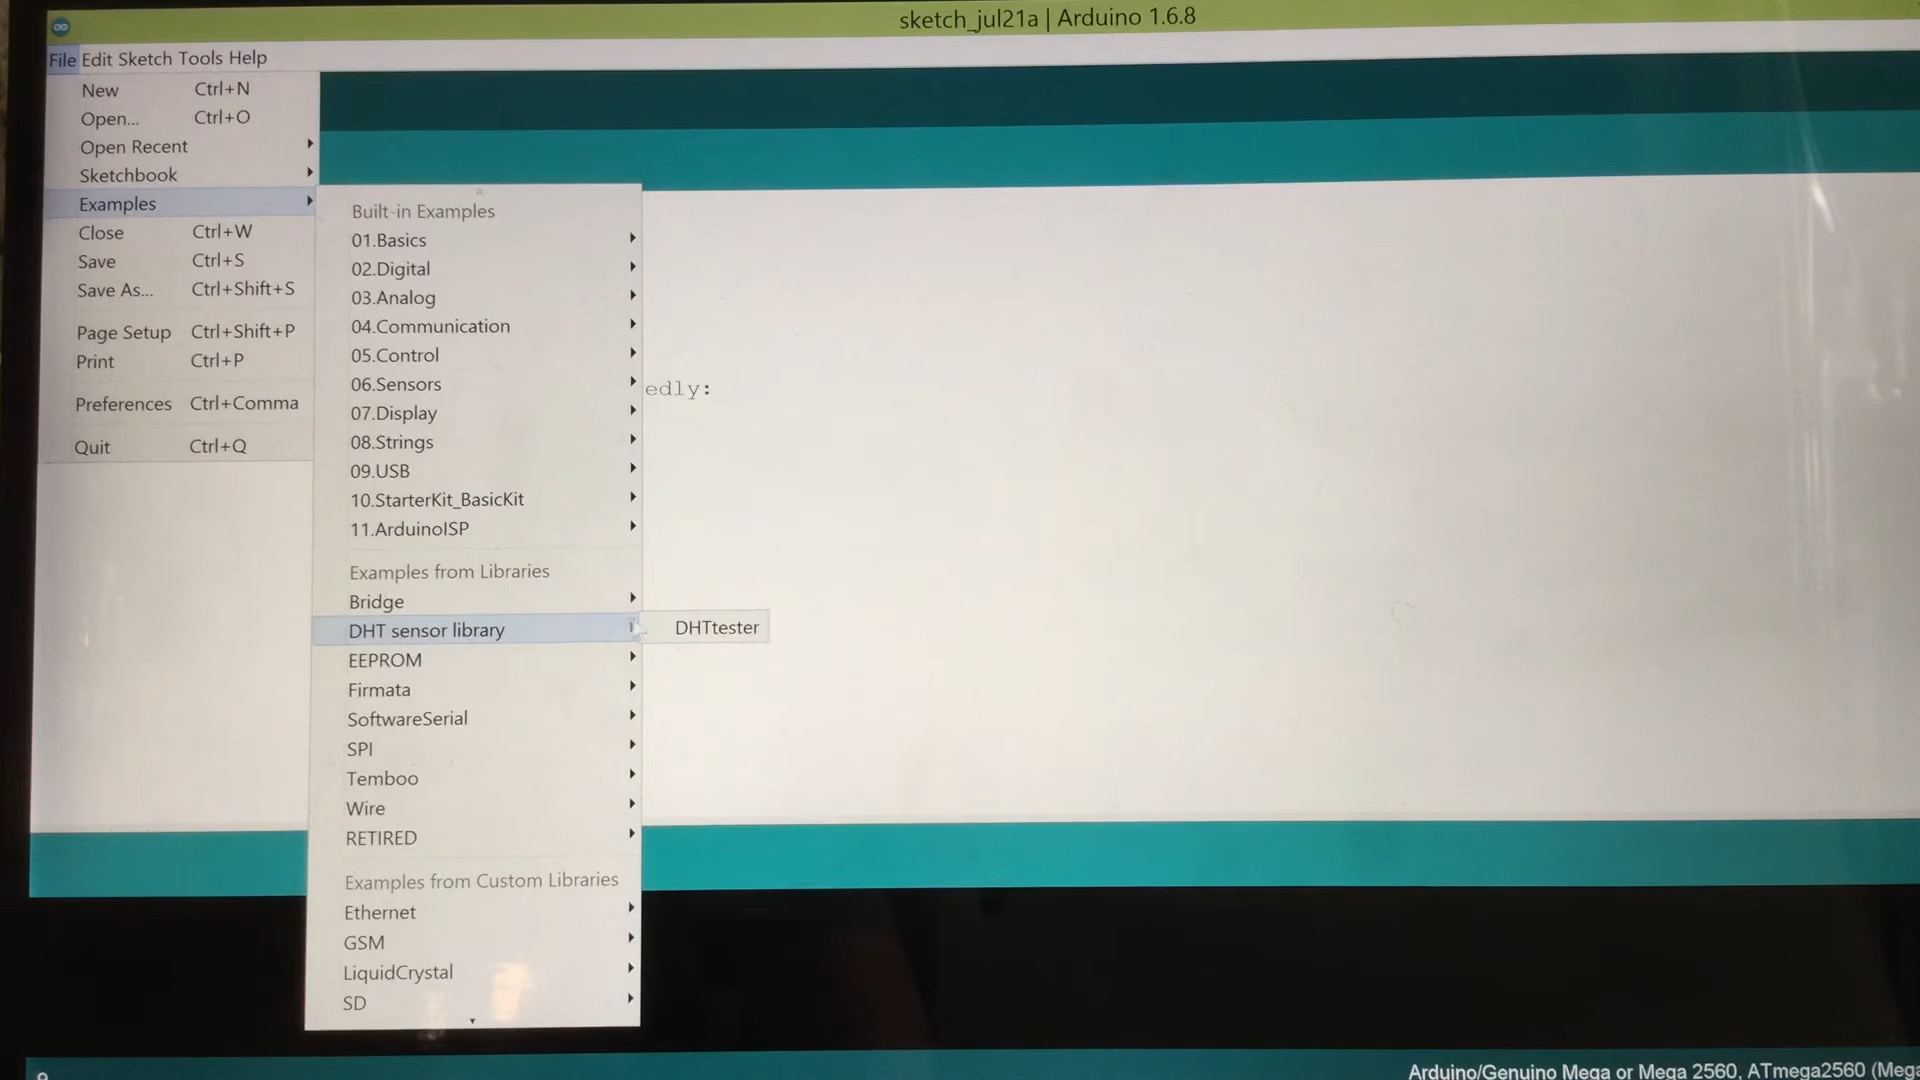 sketch_jul21a | Arduino 1.6.8
File Edit Sketch Tools Help
New Ctrl+N
Open... Ctrl+O
Open Recent
Sketchbook
Examples
Close Ctrl+W
Save Ctrl+S
Save As... Ctrl+Shift+S
Page Setup Ctrl+Shift+P
Print Ctrl+P
Preferences Ctrl+Comma
Quit Ctrl+Q
Built-in Examples
01.Basics
02.Digital
03.Analog
04.Communication
05.Control
06.Sensors
07.Display
08.Strings
09.USB
10.StarterKit_BasicKit
11.ArduinoISP
Examples from Libraries
Bridge
DHT sensor library
EEPROM
Firmata
SoftwareSerial
SPI
Temboo
Wire
RETIRED
Examples from Custom Libraries
Ethernet
GSM
LiquidCrystal
SD
DHTtester
edly:
9
Arduino/Genuino Mega or Mega 2560, ATmega2560 (Mega